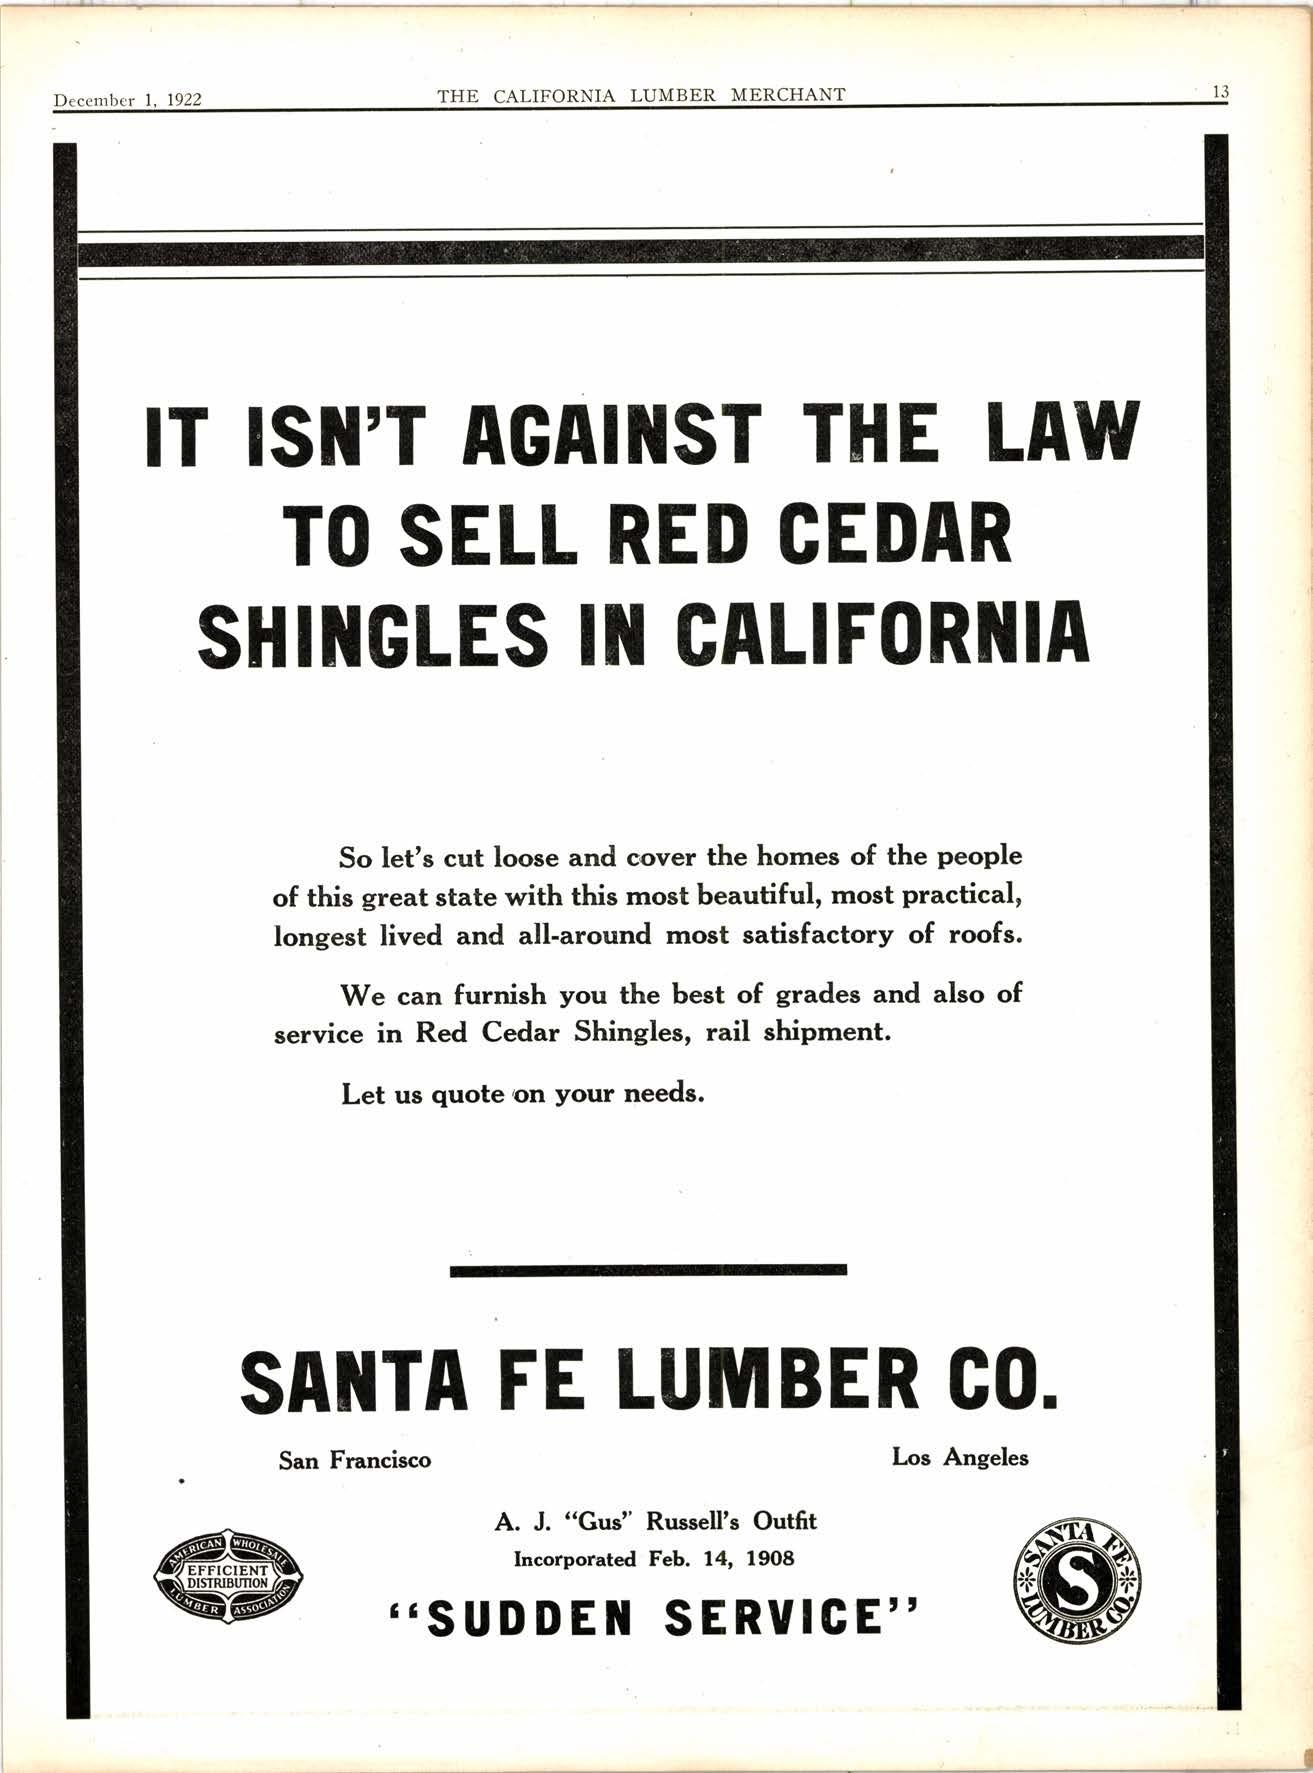 December 1, 1922
THE CALIFORNIA LUMBER MERCHANT
13
IT ISN'T AGAINST THE LAW
TO SELL RED CEDAR
SHINGLES IN CALIFORNIA
So let's cut loose and cover the homes of the people
of this great state with this most beautiful, most practical,
longest lived and all-around most satisfactory of roofs.
We can furnish you the best of grades and also of
service in Red Cedar Shingles, rail shipment.
Let us quote on your needs.
SANTA FE LUMBER CO.
San Francisco
Los Angeles
A. J. "Gus" Russell's Outfit
Incorporated Feb. 14, 1908
"SUDDEN SERVICE"
AMERICAN WHOLESALE
EFFICIENT
DISTRIBUTION
LUMBER ASSOCIATION
SANTA FE
S
LUMBER CO.